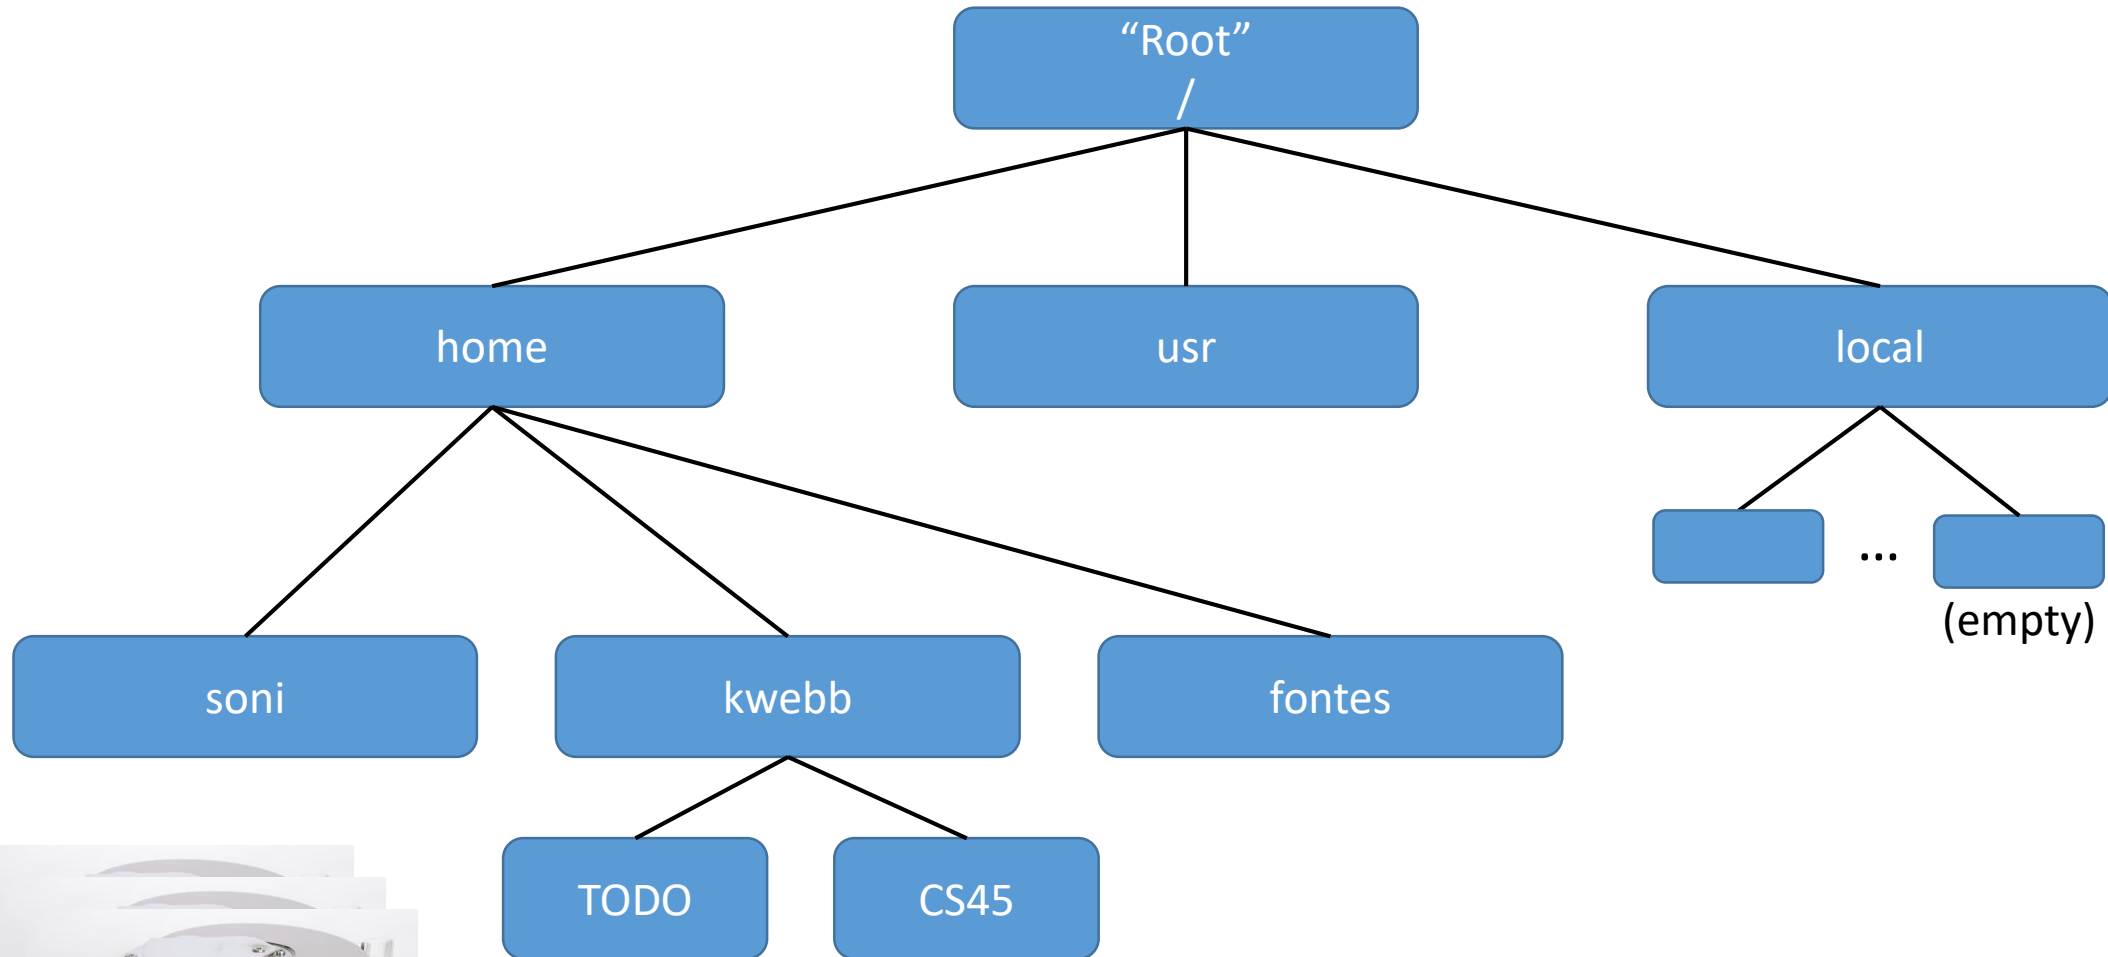 “Root”
/
home
usr
local
...
(empty)
soni
kwebb
fontes
TODO
CS45